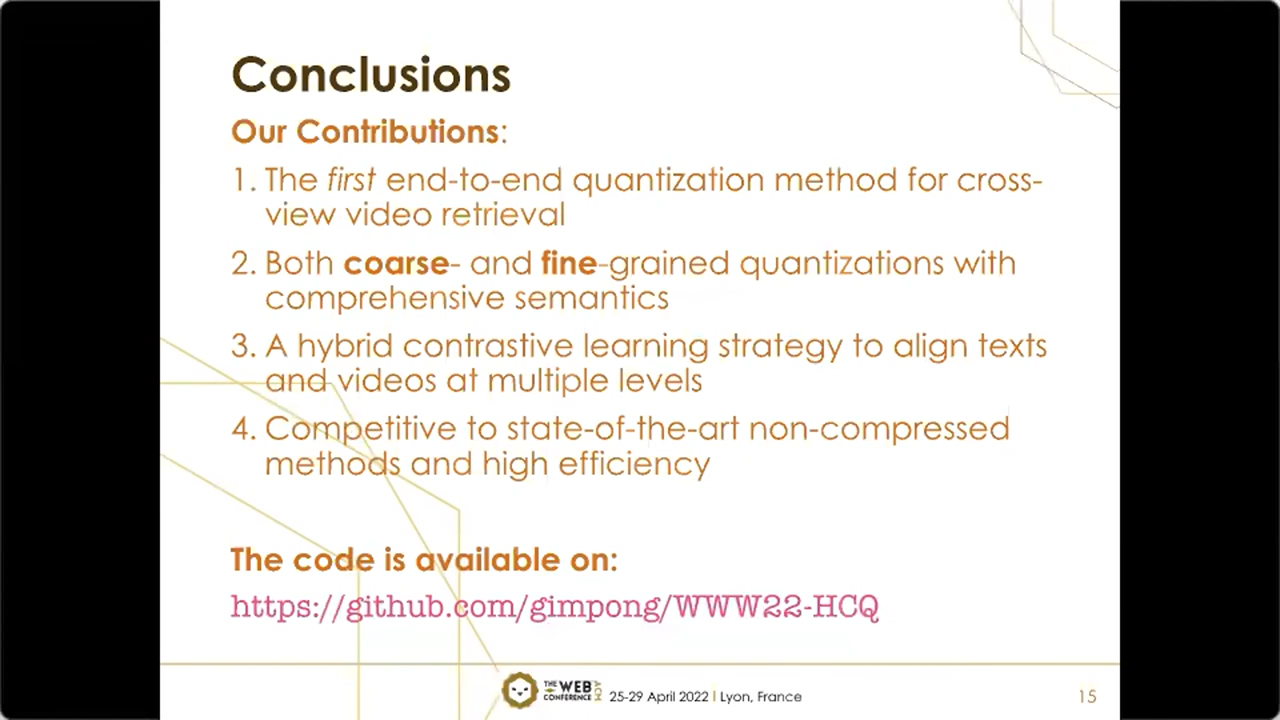 Conclusions
Our Contributions:
1. The first end-to-end quantization method for cross-
view video retrieval
2. Both coarse- and fine-grained quantizations with
comprehensive semantics
3. A hybrid contrastive learning strategy to align texts
and videos at multiple levels
4. Competitive to state-of-the-art non-compressed
methods and high efficiency
The code is available on:
https://github.com/gimpong/WWW22-HCQ
THE WEB CONFERENCE ACM 25-29 April 2022 | Lyon, France 15